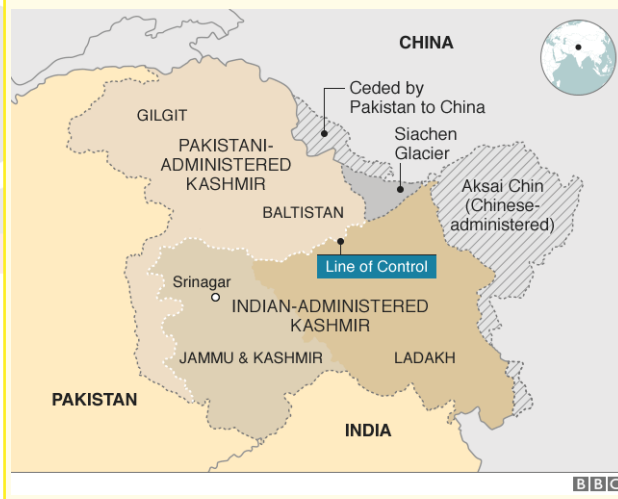 CHINA
Ceded by
Pakistan to China
GILGIT
Siachen
Glacier
PAKISTANI-
ADMINISTERED
KASHMIR
Aksai Chin
(Chinese-
administered)
BALTISTAN
Line of Control
Srinagar
INDIAN-ADMINISTERED
KASHMIR
JAMMU & KASHMIR
LADAKH
PAKISTAN
INDIA
BBC